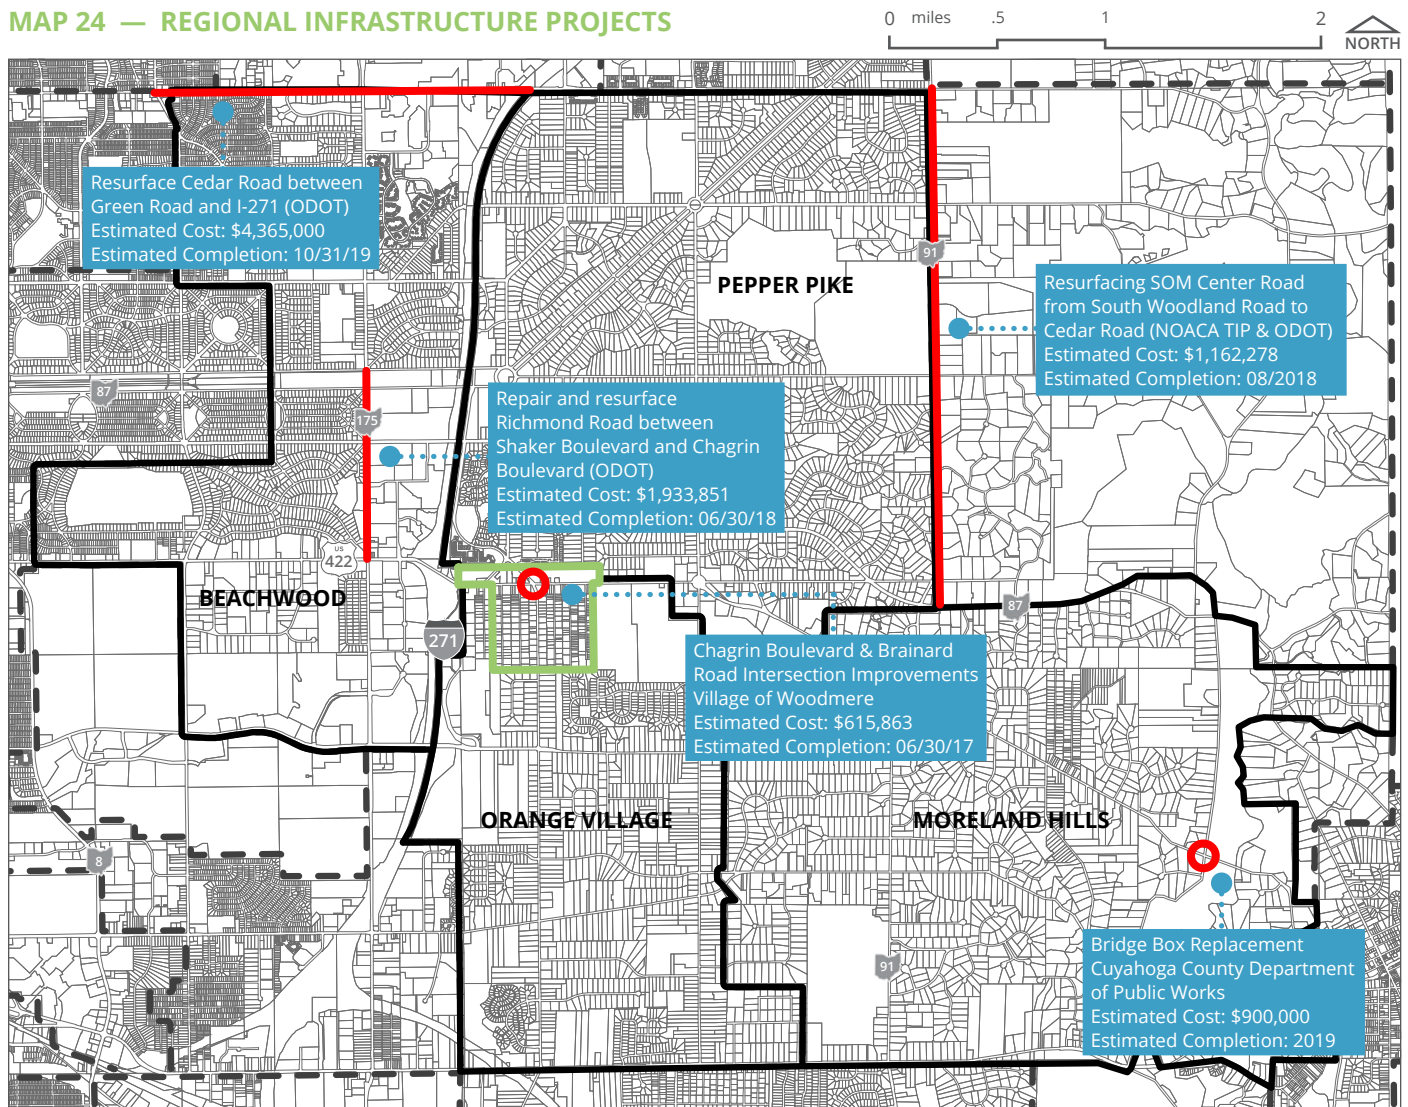 MAP 24 — REGIONAL INFRASTRUCTURE PROJECTS
0 miles .5 1 2
NORTH
Resurface Cedar Road between
Green Road and I-271 (ODOT)
Estimated Cost: $4,365,000
Estimated Completion: 10/31/19
91
PEPPER PIKE
Resurfacing SOM Center Road
from South Woodland Road to
Cedar Road (NOACA TIP & ODOT)
Estimated Cost: $1,162,278
Estimated Completion: 08/2018
87
175
Repair and resurface
Richmond Road between
Shaker Boulevard and Chagrin
Boulevard (ODOT)
Estimated Cost: $1,933,851
Estimated Completion: 06/30/18
US
422
BEACHWOOD
87
271
Chagrin Boulevard & Brainard
Road Intersection Improvements
Village of Woodmere
Estimated Cost: $615,863
Estimated Completion: 06/30/17
ORANGE VILLAGE
MORELAND HILLS
8
91
Bridge Box Replacement
Cuyahoga County Department
of Public Works
Estimated Cost: $900,000
Estimated Completion: 2019